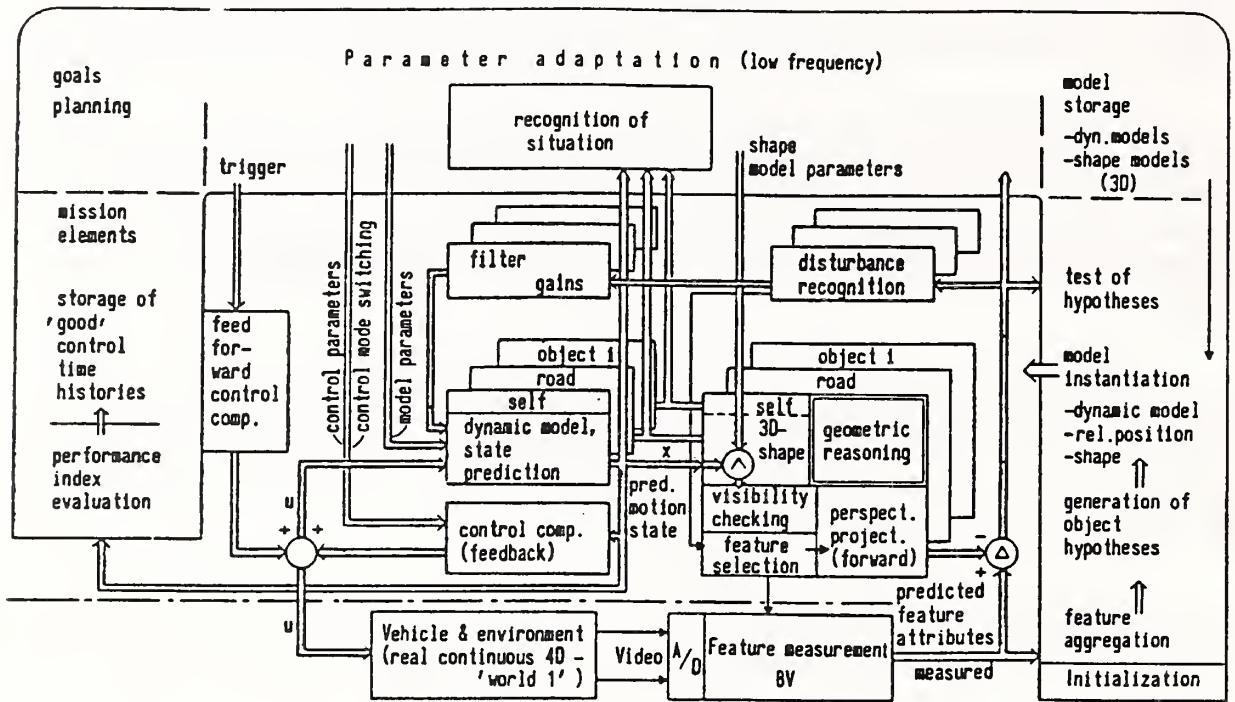 Parameter adaptation (low frequency)
goals
planning
trigger
recognition of
situation
shape
model parameters
model
storage
-dyn.models
-shape models
(3D)
mission
elements
storage of
'good'
control
time
histories
performance
index
evaluation
feed
for-
ward
control
comp.
control parameters
control mode switching
model parameters
filter
gains
disturbance
recognition
test of
hypotheses
object i
road
self
dynamic model,
state
prediction
x
object i
road
self
3D-
shape
geometric
reasoning
^
model
instantiation
-dynamic model
-rel.position
-shape
u
+ +
control comp.
(feedback)
pred.
motion
state
visibility
checking
feature
selection
perspect.
project.
(forward)
-
Δ
+
generation of
object
hypotheses
predicted
feature
attributes
feature
aggregation
u
Vehicle & environment
(real continuous 4D -
'world 1' )
Video
A/D
Feature measurement
BV
measured
Initialization